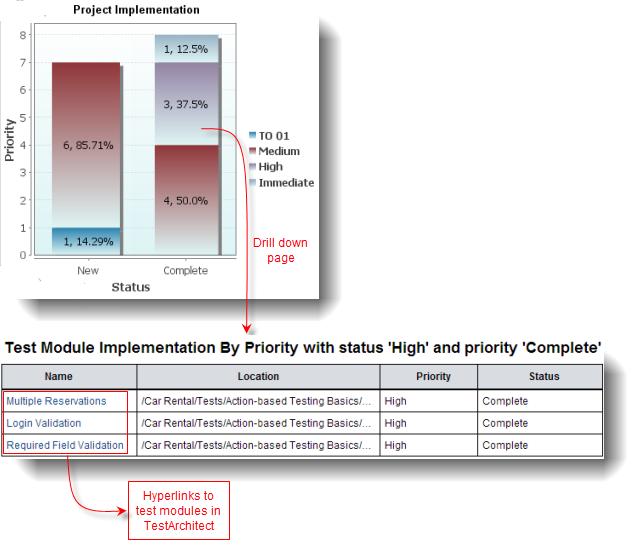 Project Implementation
8
7
6
5
4
3
2
1
0
Priority
1, 12.5%
3, 37.5%
6, 85.71%
4, 50.0%
1, 14.29%
New
Complete
Status
TO 01
Medium
High
Immediate
Drill down
page
Test Module Implementation By Priority with status 'High' and priority 'Complete'
Name Location Priority Status
Multiple Reservations /Car Rental/Tests/Action-based Testing Basics/... High Complete
Login Validation /Car Rental/Tests/Action-based Testing Basics/... High Complete
Required Field Validation /Car Rental/Tests/Action-based Testing Basics/... High Complete
Hyperlinks to
test modules in
TestArchitect